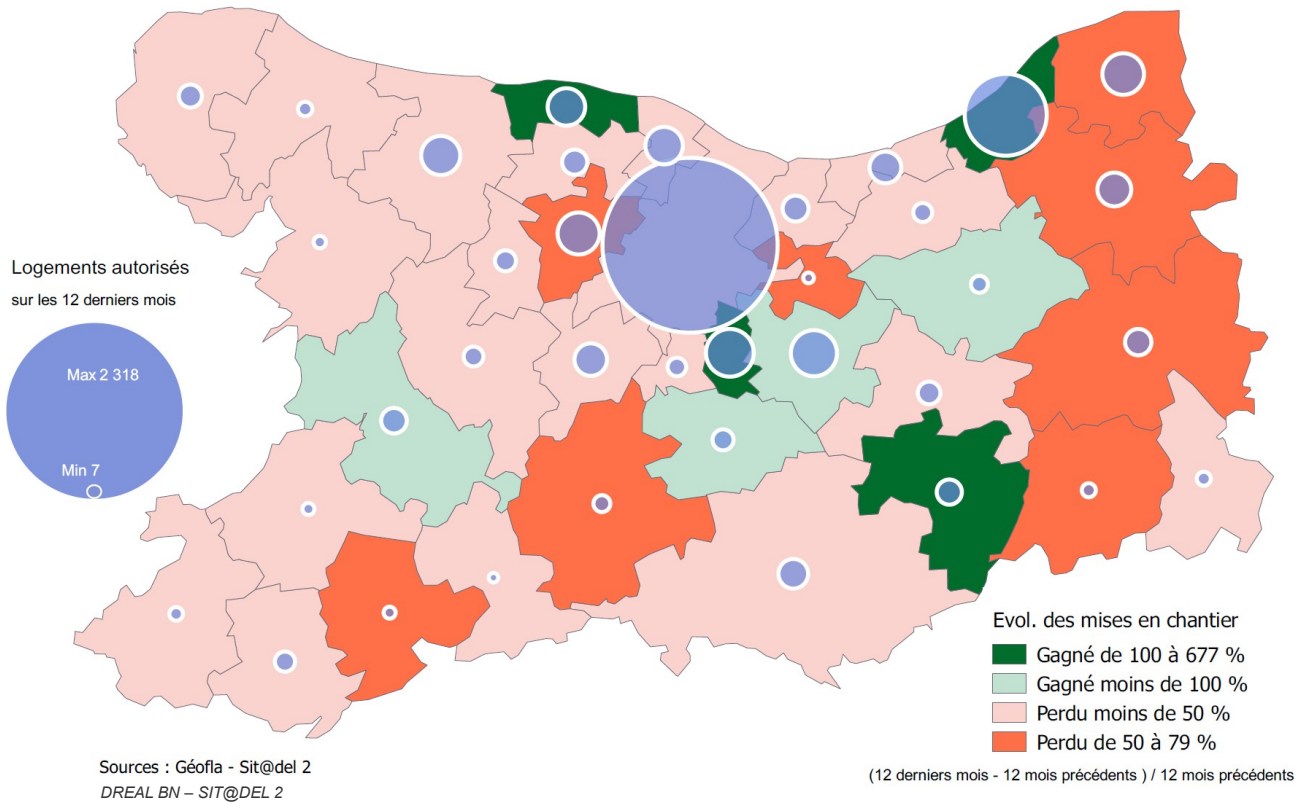 Logements autorisés
sur les 12 derniers mois
Max 2 318
Min 7
Evol. des mises en chantier
Gagné de 100 à 677 %
Gagné moins de 100 %
Perdu moins de 50 %
Perdu de 50 à 79 %
(12 derniers mois - 12 mois précédents ) / 12 mois précédents
Sources : Géofla - Sit@del 2
DREAL BN – SIT@DEL 2